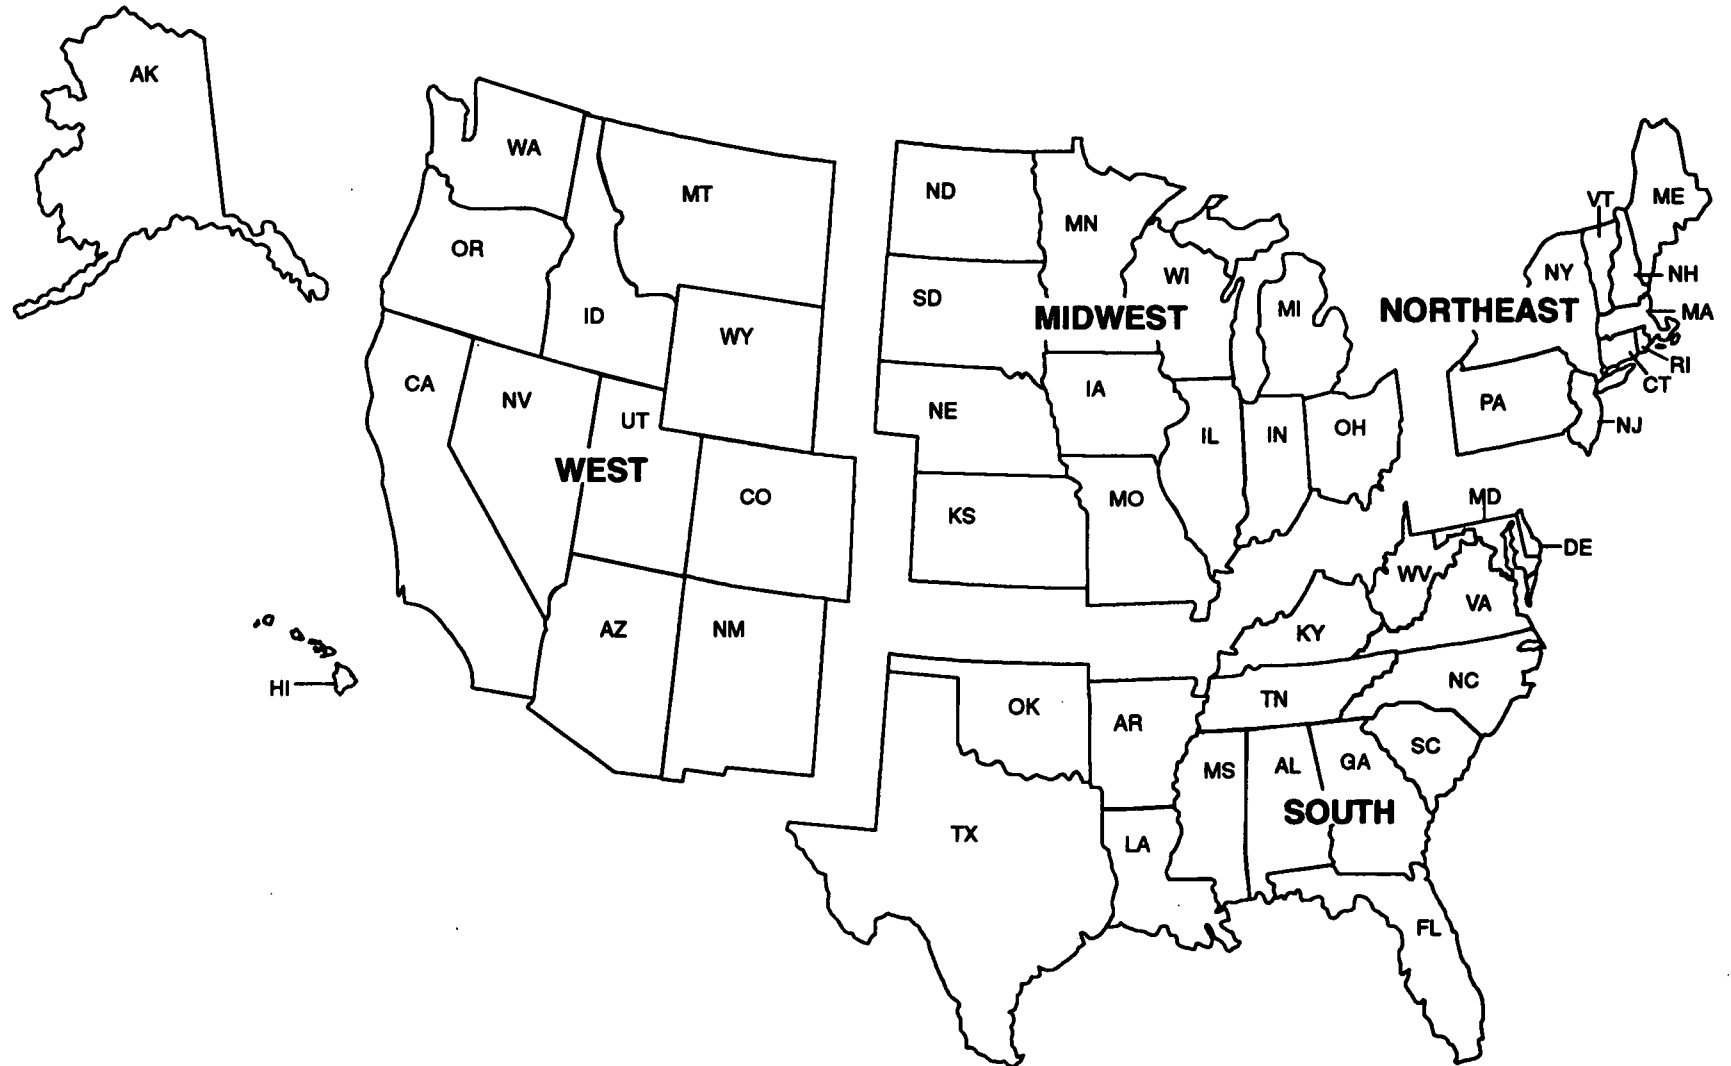 AK
WA
MT
OR
ID
WY
CA
NV
UT
WEST
CO
AZ
NM
HI
ND
MN
SD
WI
MI
MIDWEST
NE
IA
IL
IN
OH
KS
MO
VT
ME
NY
NH
NORTHEAST
MA
RI
CT
PA
NJ
MD
DE
WV
VA
KY
NC
TN
OK
AR
SC
MS
AL
GA
SOUTH
TX
LA
FL